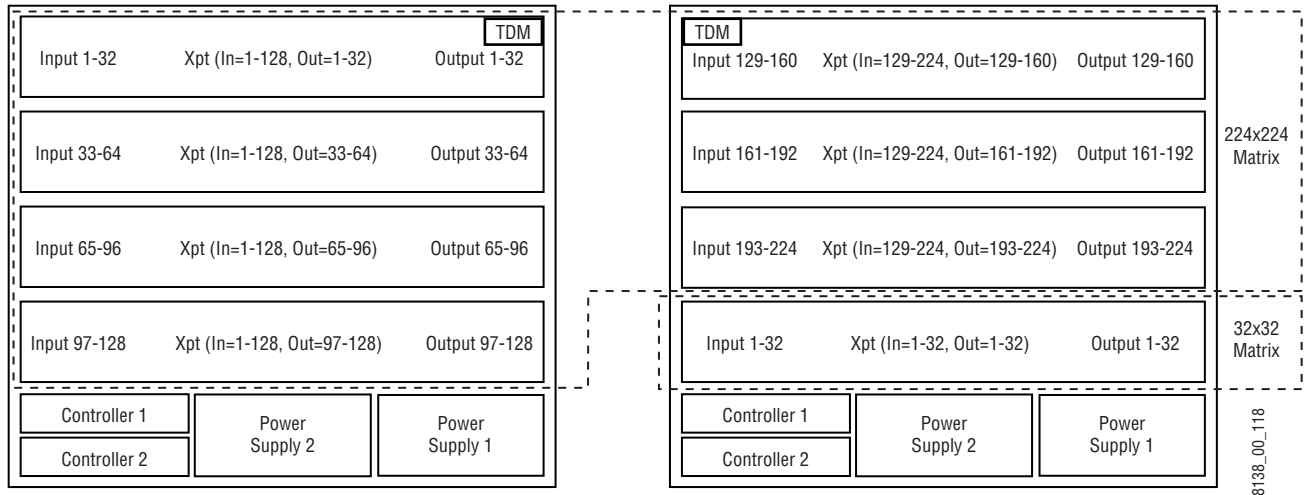 TDM
Input 1-32 Xpt (In=1-128, Out=1-32) Output 1-32
Input 33-64 Xpt (In=1-128, Out=33-64) Output 33-64
Input 65-96 Xpt (In=1-128, Out=65-96) Output 65-96
Input 97-128 Xpt (In=1-128, Out=97-128) Output 97-128
Controller 1
Controller 2
Power
Supply 2
Power
Supply 1
TDM
Input 129-160 Xpt (In=129-224, Out=129-160) Output 129-160
Input 161-192 Xpt (In=129-224, Out=161-192) Output 161-192
Input 193-224 Xpt (In=129-224, Out=193-224) Output 193-224
Input 1-32 Xpt (In=1-32, Out=1-32) Output 1-32
Controller 1
Controller 2
Power
Supply 2
Power
Supply 1
224x224
Matrix
32x32
Matrix
8138_00_118